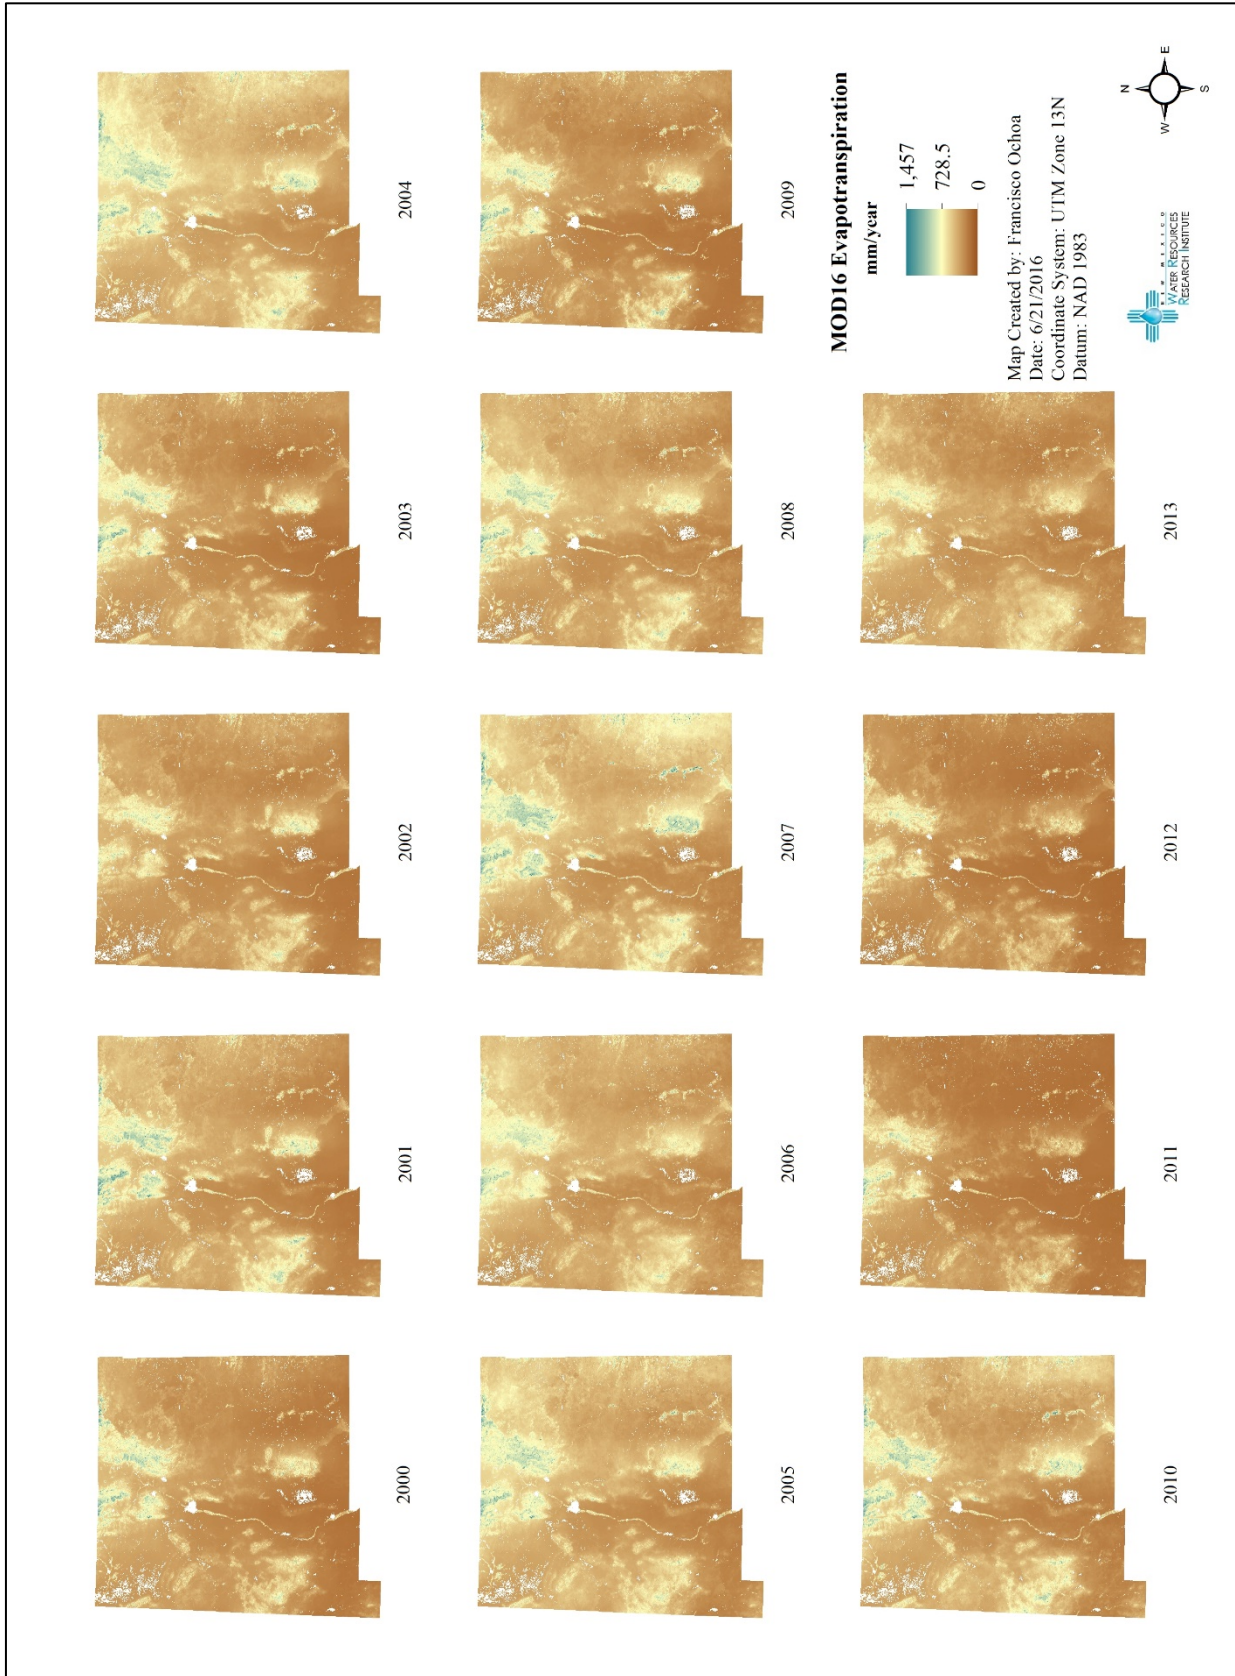 2000
2001
2002
2003
2004
2005
2006
2007
2008
2009
2010
2011
2012
2013
MOD16 Evapotranspiration
mm/year
1,457
728.5
0
Map Created by: Francisco Ochoa
Date: 6/21/2016
Coordinate System: UTM Zone 13N
Datum: NAD 1983
NEW MEXICO
WATER RESOURCES
RESEARCH INSTITUTE
N
W
E
S